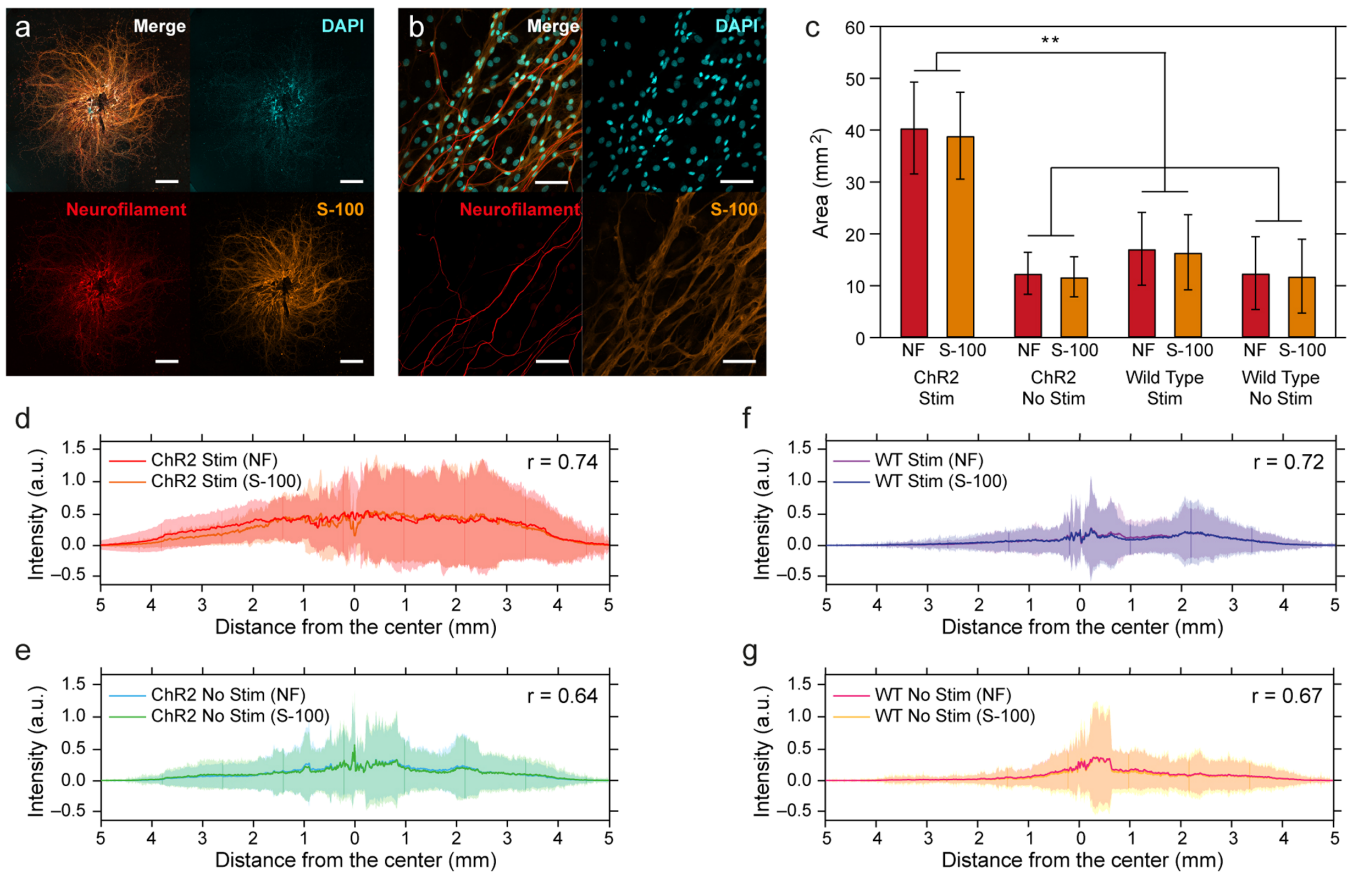 a
Merge
DAPI
Neurofilament
S-100
b
Merge
DAPI
Neurofilament
S-100
c
**
Area (mm2)
60
50
40
30
20
10
0
NF S-100 NF S-100 NF S-100 NF S-100
ChR2 Stim
ChR2 No Stim
Wild Type Stim
Wild Type No Stim
d
ChR2 Stim (NF)
ChR2 Stim (S-100)
r = 0.74
Intensity (a.u.)
1.5
1.0
0.5
0.0
–0.5
5 4 3 2 1 0 1 2 3 4 5
Distance from the center (mm)
e
ChR2 No Stim (NF)
ChR2 No Stim (S-100)
r = 0.64
Intensity (a.u.)
1.5
1.0
0.5
0.0
–0.5
5 4 3 2 1 0 1 2 3 4 5
Distance from the center (mm)
f
WT Stim (NF)
WT Stim (S-100)
r = 0.72
Intensity (a.u.)
1.5
1.0
0.5
0.0
–0.5
5 4 3 2 1 0 1 2 3 4 5
Distance from the center (mm)
g
WT No Stim (NF)
WT No Stim (S-100)
r = 0.67
Intensity (a.u.)
1.5
1.0
0.5
0.0
–0.5
5 4 3 2 1 0 1 2 3 4 5
Distance from the center (mm)